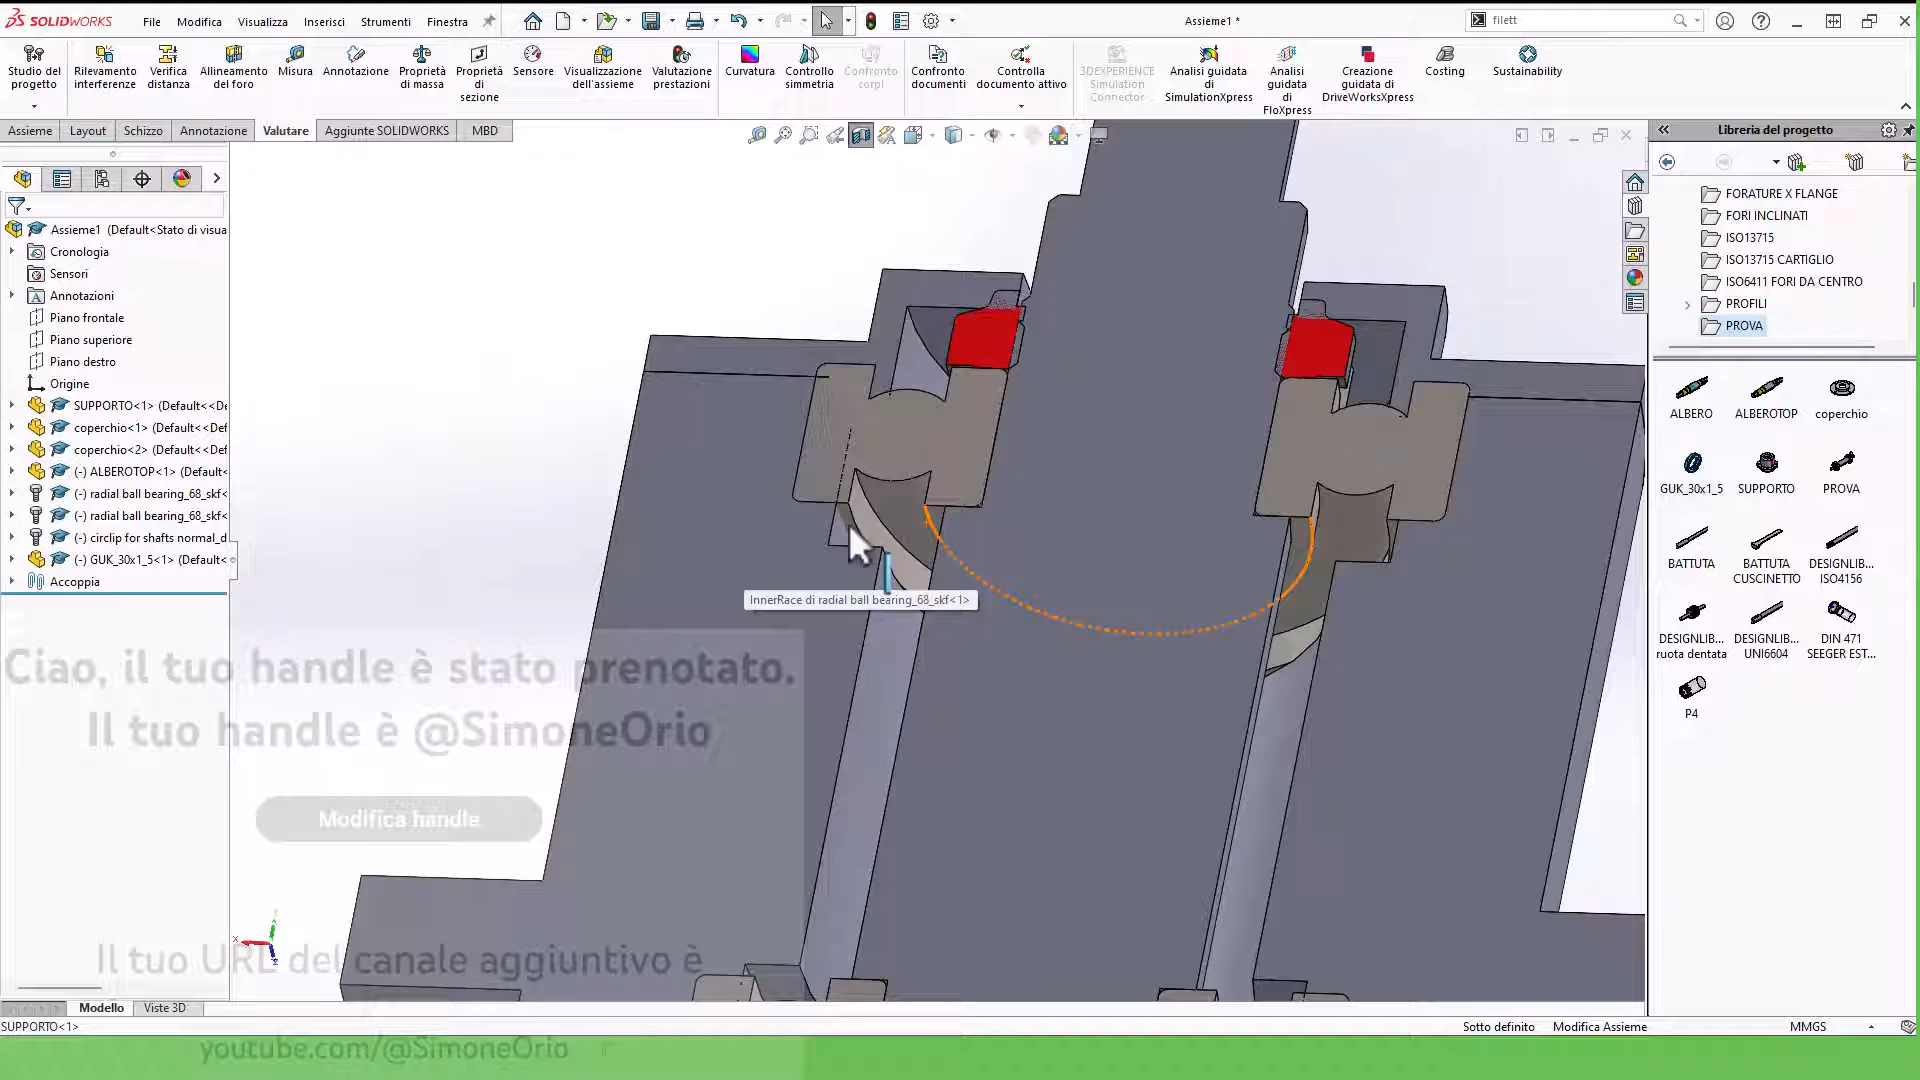 SOLIDWORKS
File
Modifica
Visualizza
Inserisci
Strumenti
Finestra
Assieme1 *
filett
Studio del progetto
Rilevamento interferenze
Verifica distanza
Allineamento del foro
Misura
Annotazione
Proprietà di massa
Proprietà di sezione
Sensore
Visualizzazione dell'assieme
Valutazione prestazioni
Curvatura
Controllo simmetria
Confronto corpi
Confronto documenti
Controlla documento attivo
3DEXPERIENCE Simulation Connector
Analisi guidata di SimulationXpress
Analisi guidata di FloXpress
Creazione guidata di DriveWorksXpress
Costing
Sustainability
Assieme
Layout
Schizzo
Annotazione
Valutare
Aggiunte SOLIDWORKS
MBD
Assieme1 (Default<Stato di visua
Cronologia
Sensori
Annotazioni
Piano frontale
Piano superiore
Piano destro
Origine
SUPPORTO<1> (Default<<De
coperchio<1> (Default<<Def
coperchio<2> (Default<<Def
(-) ALBEROTOP<1> (Default<
(-) radial ball bearing_68_skf<
(-) radial ball bearing_68_skf<
(-) circlip for shafts normal_d
(-) GUK_30x1_5<1> (Default<
Accoppia
InnerRace di radial ball bearing_68_skf<1>
Ciao, il tuo handle è stato prenotato.
Il tuo handle è @SimoneOrio
Modifica handle
Il tuo URL del canale aggiuntivo è
youtube.com/@SimoneOrio
X
Libreria del progetto
FORATURE X FLANGE
FORI INCLINATI
ISO13715
ISO13715 CARTIGLIO
ISO6411 FORI DA CENTRO
PROFILI
PROVA
ALBERO
ALBEROTOP
coperchio
GUK_30x1_5
SUPPORTO
PROVA
BATTUTA
BATTUTA CUSCINETTO
DESIGNLIB... ISO4156
DESIGNLIB... ruota dentata
DESIGNLIB... UNI6604
DIN 471 SEEGER EST...
P4
Modello
Viste 3D
SUPPORTO<1>
Sotto definito
Modifica Assieme
MMGS